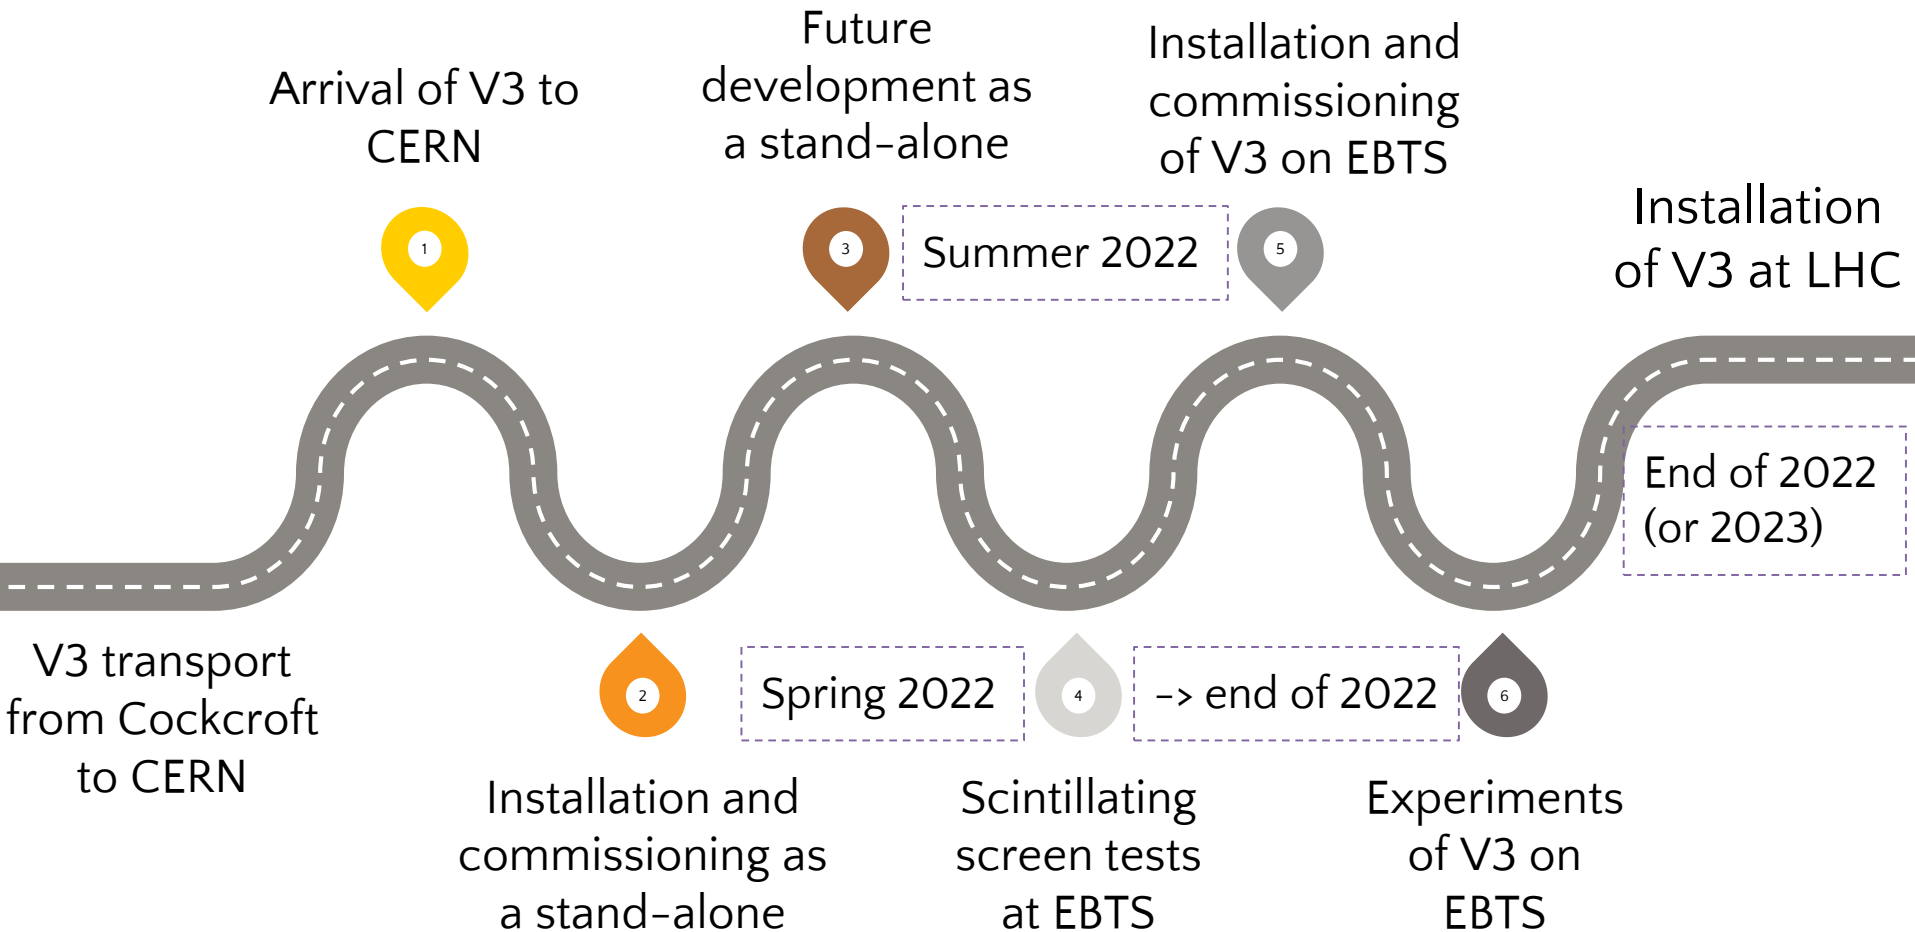 V3 transport
from Cockcroft
to CERN
Arrival of V3 to
CERN
1
2
Installation and
commissioning as
a stand-alone
Future
development as
a stand-alone
3
Spring 2022
4
Scintillating
screen tests
at EBTS
Summer 2022
Installation and
commissioning
of V3 on EBTS
5
-> end of 2022
6
Experiments
of V3 on
EBTS
Installation
of V3 at LHC
End of 2022
(or 2023)